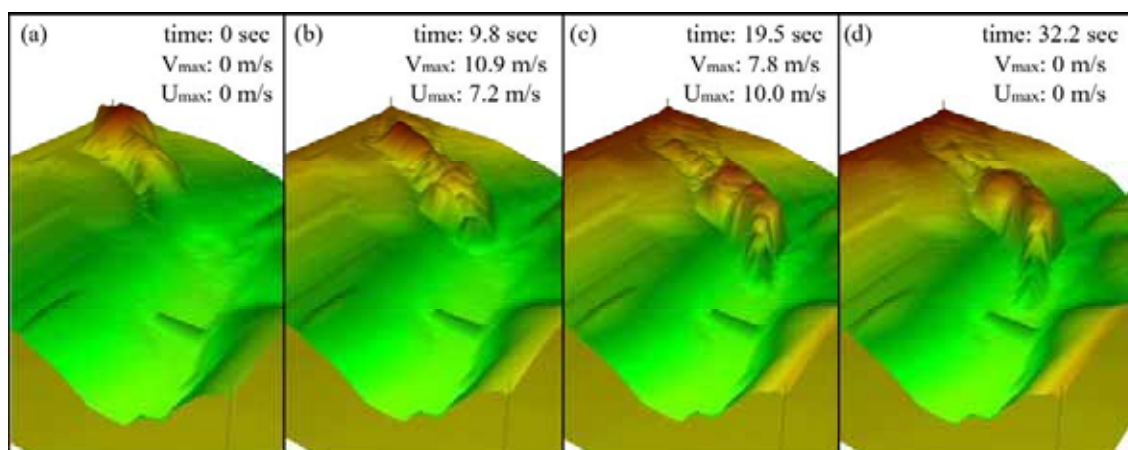 (a) time: 0 sec
Vmax: 0 m/s
Umax: 0 m/s
(b) time: 9.8 sec
Vmax: 10.9 m/s
Umax: 7.2 m/s
(c) time: 19.5 sec
Vmax: 7.8 m/s
Umax: 10.0 m/s
(d) time: 32.2 sec
Vmax: 0 m/s
Umax: 0 m/s